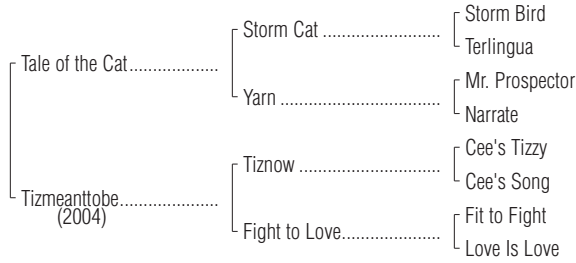 Storm Bird
Storm Cat ........................
Terlingua
Tale of the Cat..................
Mr. Prospector
Yarn ................................
Narrate
Cee's Tizzy
Tiznow ............................
Cee's Song
Tizmeanttobe....................
(2004)
Fit to Fight
Fight to Love....................
Love Is Love